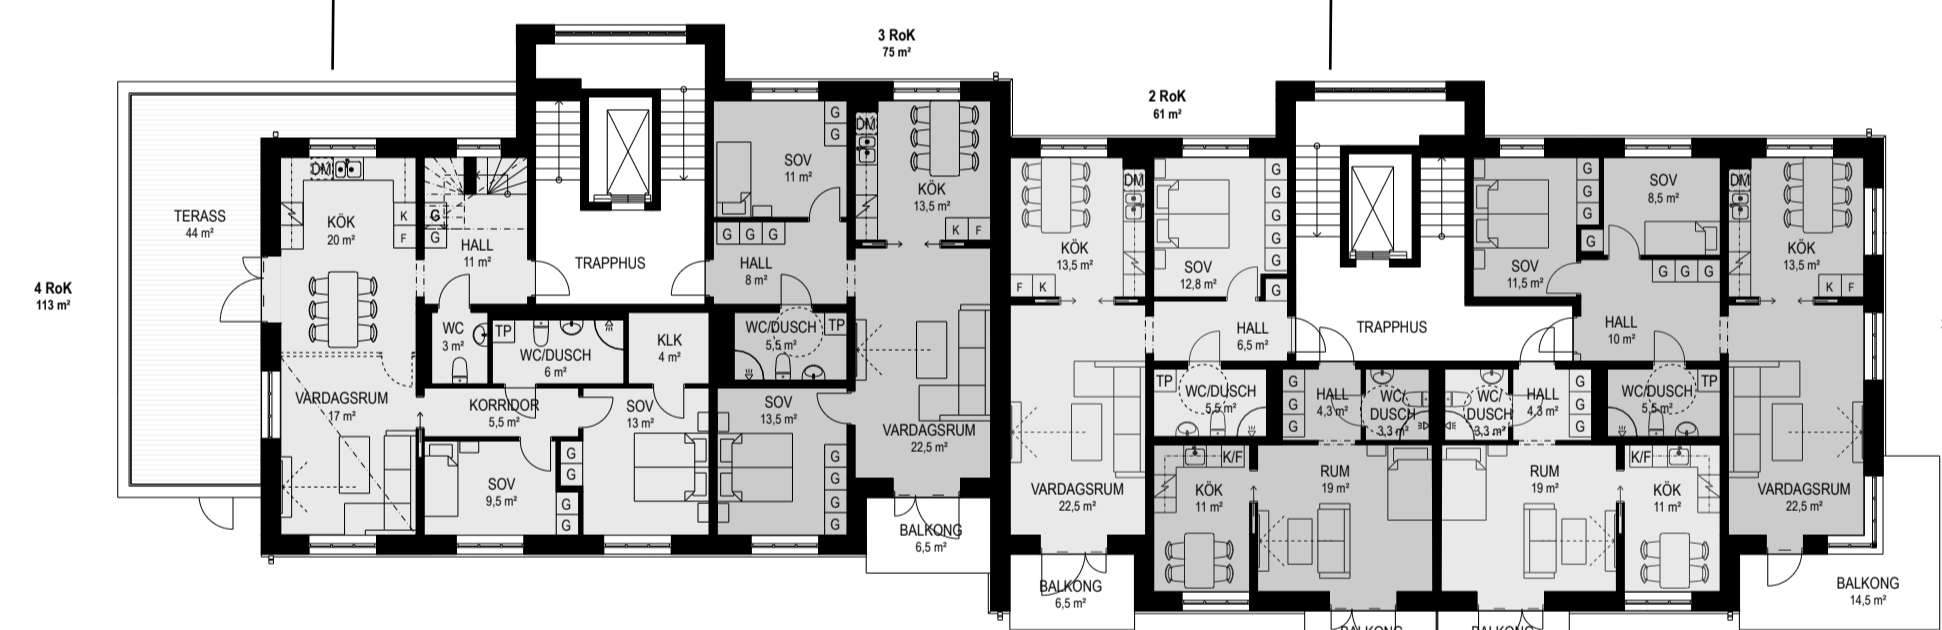 3 RoK
75 m²
2 RoK
61 m²
4 RoK
113 m²
TERASS
44 m²
DM
KÖK
20 m²
K
F
G
G
HALL
11 m²
TRAPPHUS
WC
3 m²
TP
WC/DUSCH
6 m²
KLK
4 m²
VARDAGSRUM
17 m²
KORRIDOR
5,5 m²
SOV
9,5 m²
G
G
G
G
SOV
13 m²
SOV
11 m²
G
G
G G G
HALL
8 m²
WC/DUSCH
5,5 m²
TP
SOV
13,5 m²
G
G
G
G
DM
KÖK
13,5 m²
K F
VARDAGSRUM
22,5 m²
BALKONG
6,5 m²
KÖK
13,5 m²
F K
DM
SOV
12,8 m²
G
G
G
G
G
G
HALL
6,5 m²
TP
WC/DUSCH
5,5 m²
VARDAGSRUM
22,5 m²
BALKONG
6,5 m²
TRAPPHUS
G
G
G
HALL
4,3 m²
WC/
DUSCH
3,3 m²
K/F
KÖK
11 m²
RUM
19 m²
BALKONG
WC/
DUSCH
3,3 m²
HALL
4,3 m²
G
G
G
RUM
19 m²
K/F
KÖK
11 m²
BALKONG
SOV
11,5 m²
G
G
G
G
SOV
8,5 m²
G G G
HALL
10 m²
WC/DUSCH
5,5 m²
TP
DM
KÖK
13,5 m²
K F
VARDAGSRUM
22,5 m²
BALKONG
14,5 m²